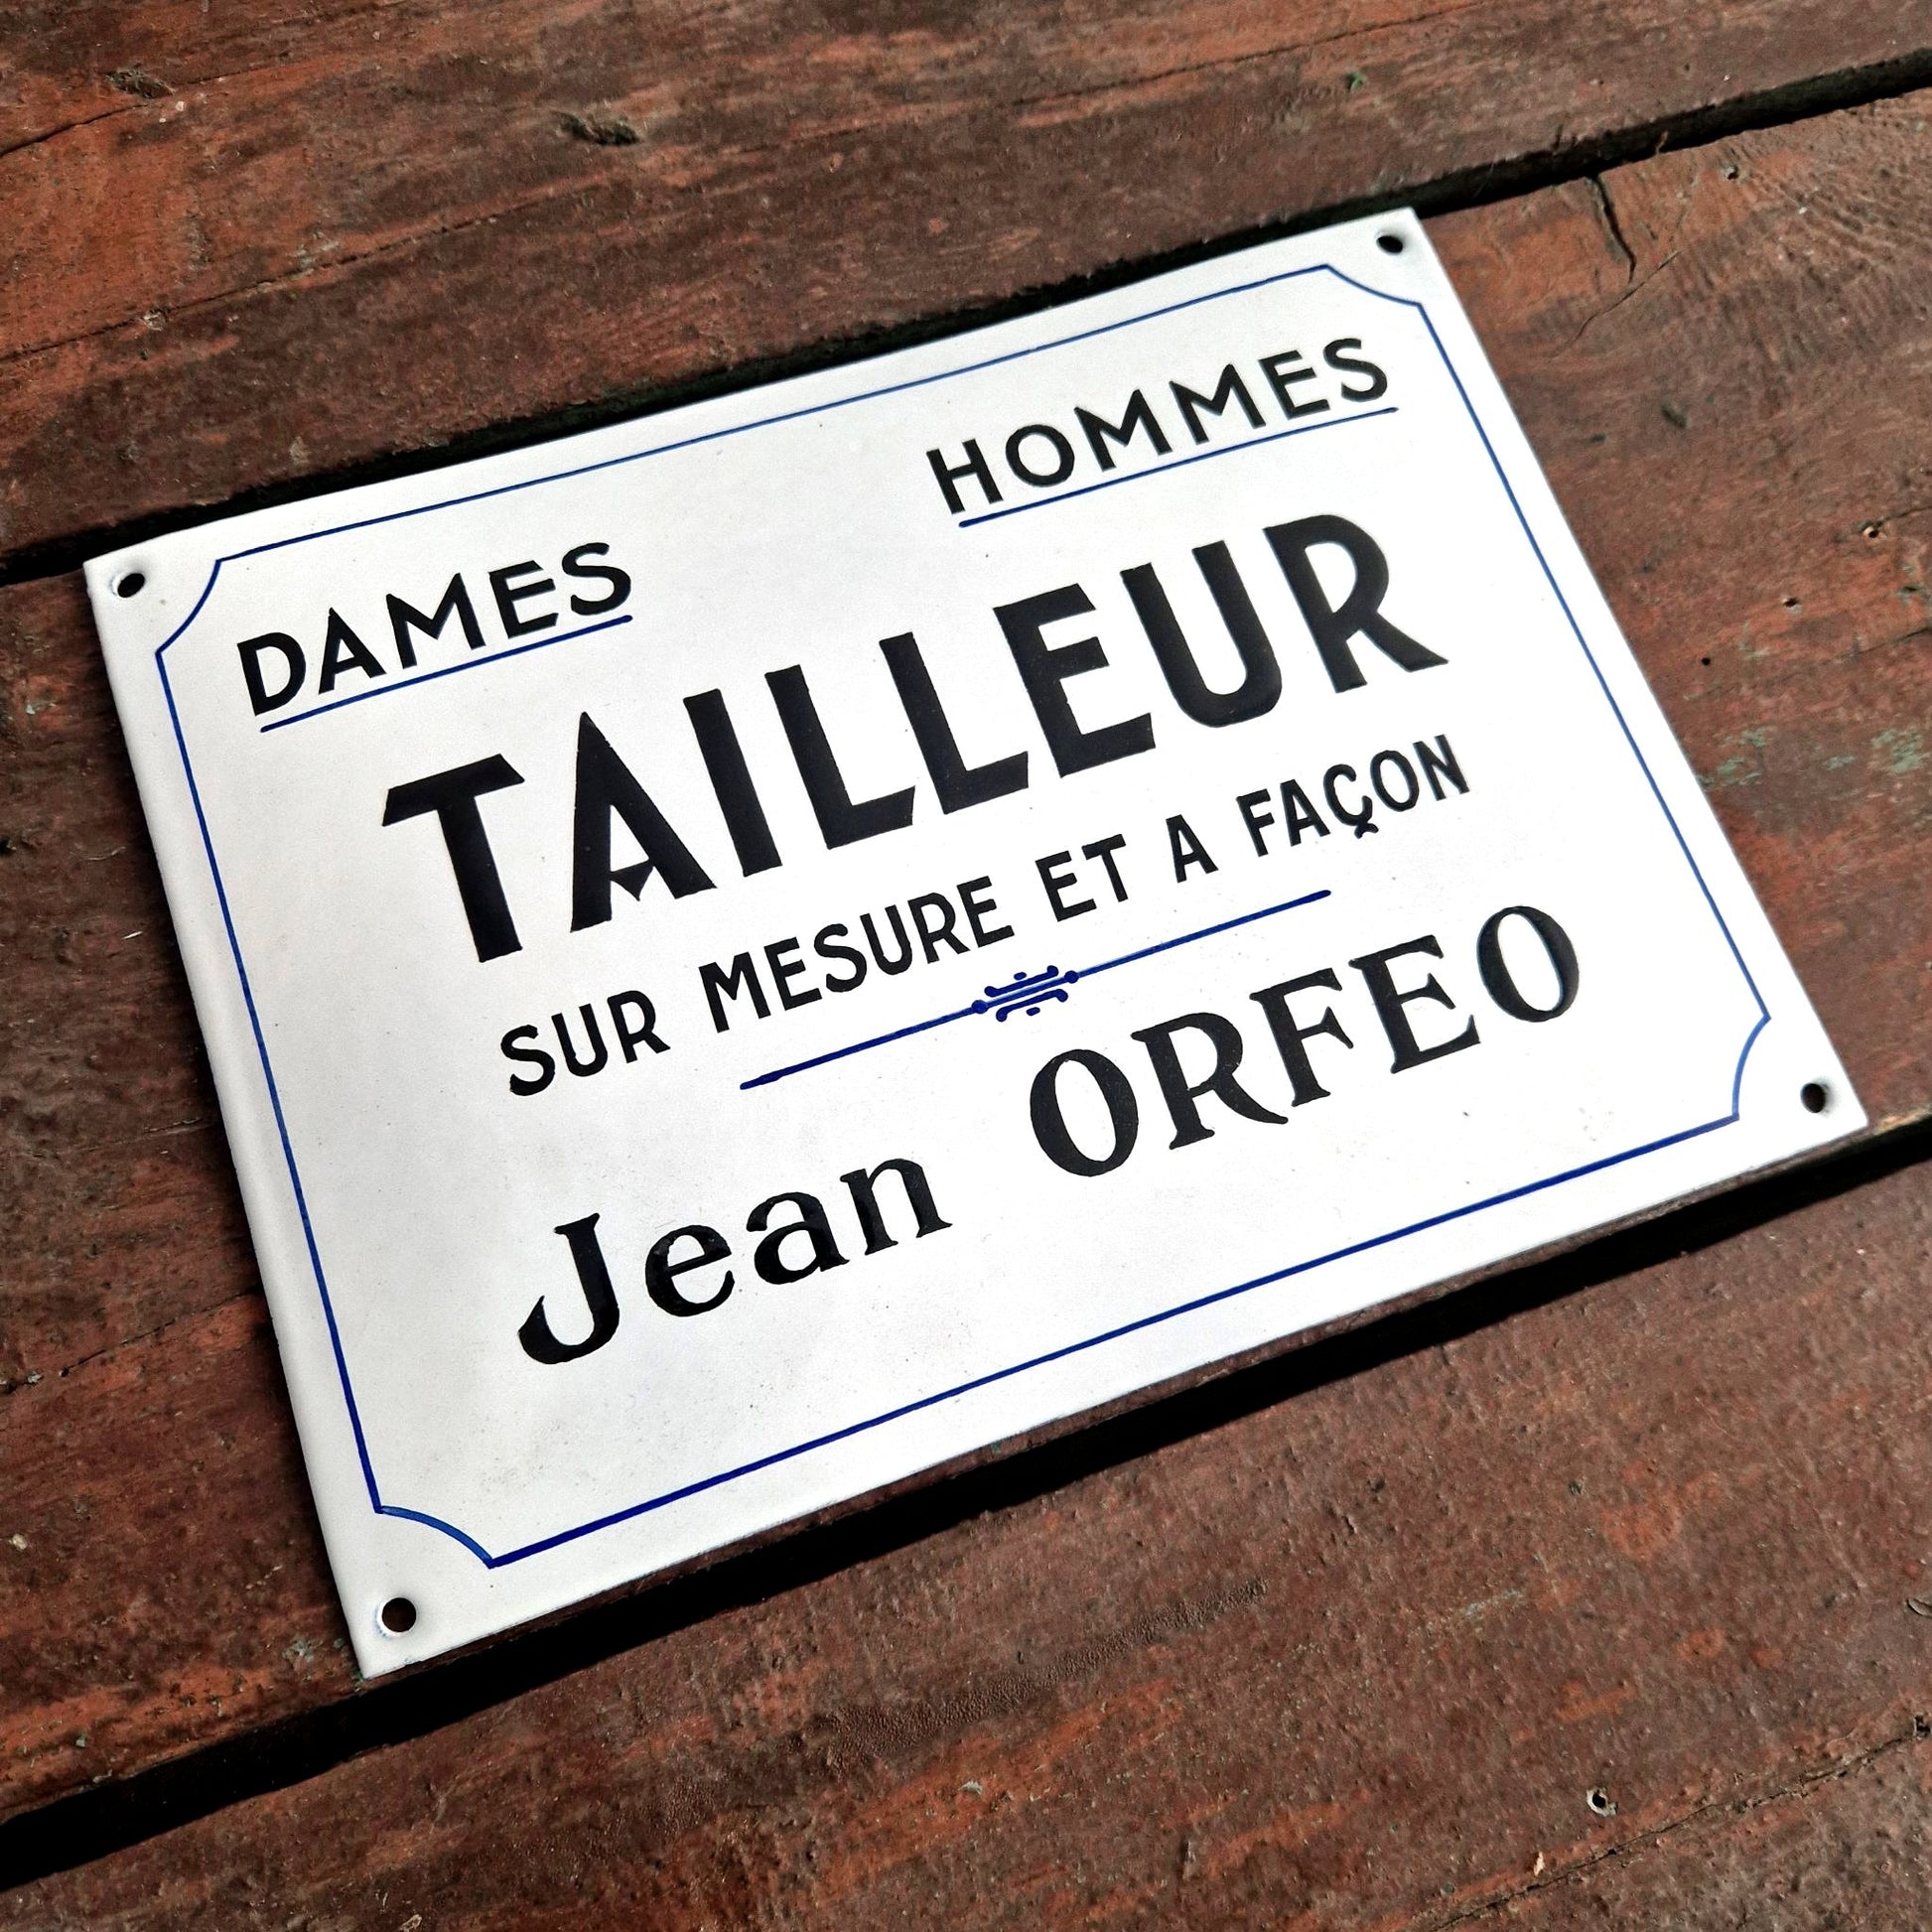 DAMES HOMMES
TAILLEUR
SUR MESURE ET A FAÇON
Jean ORFEO